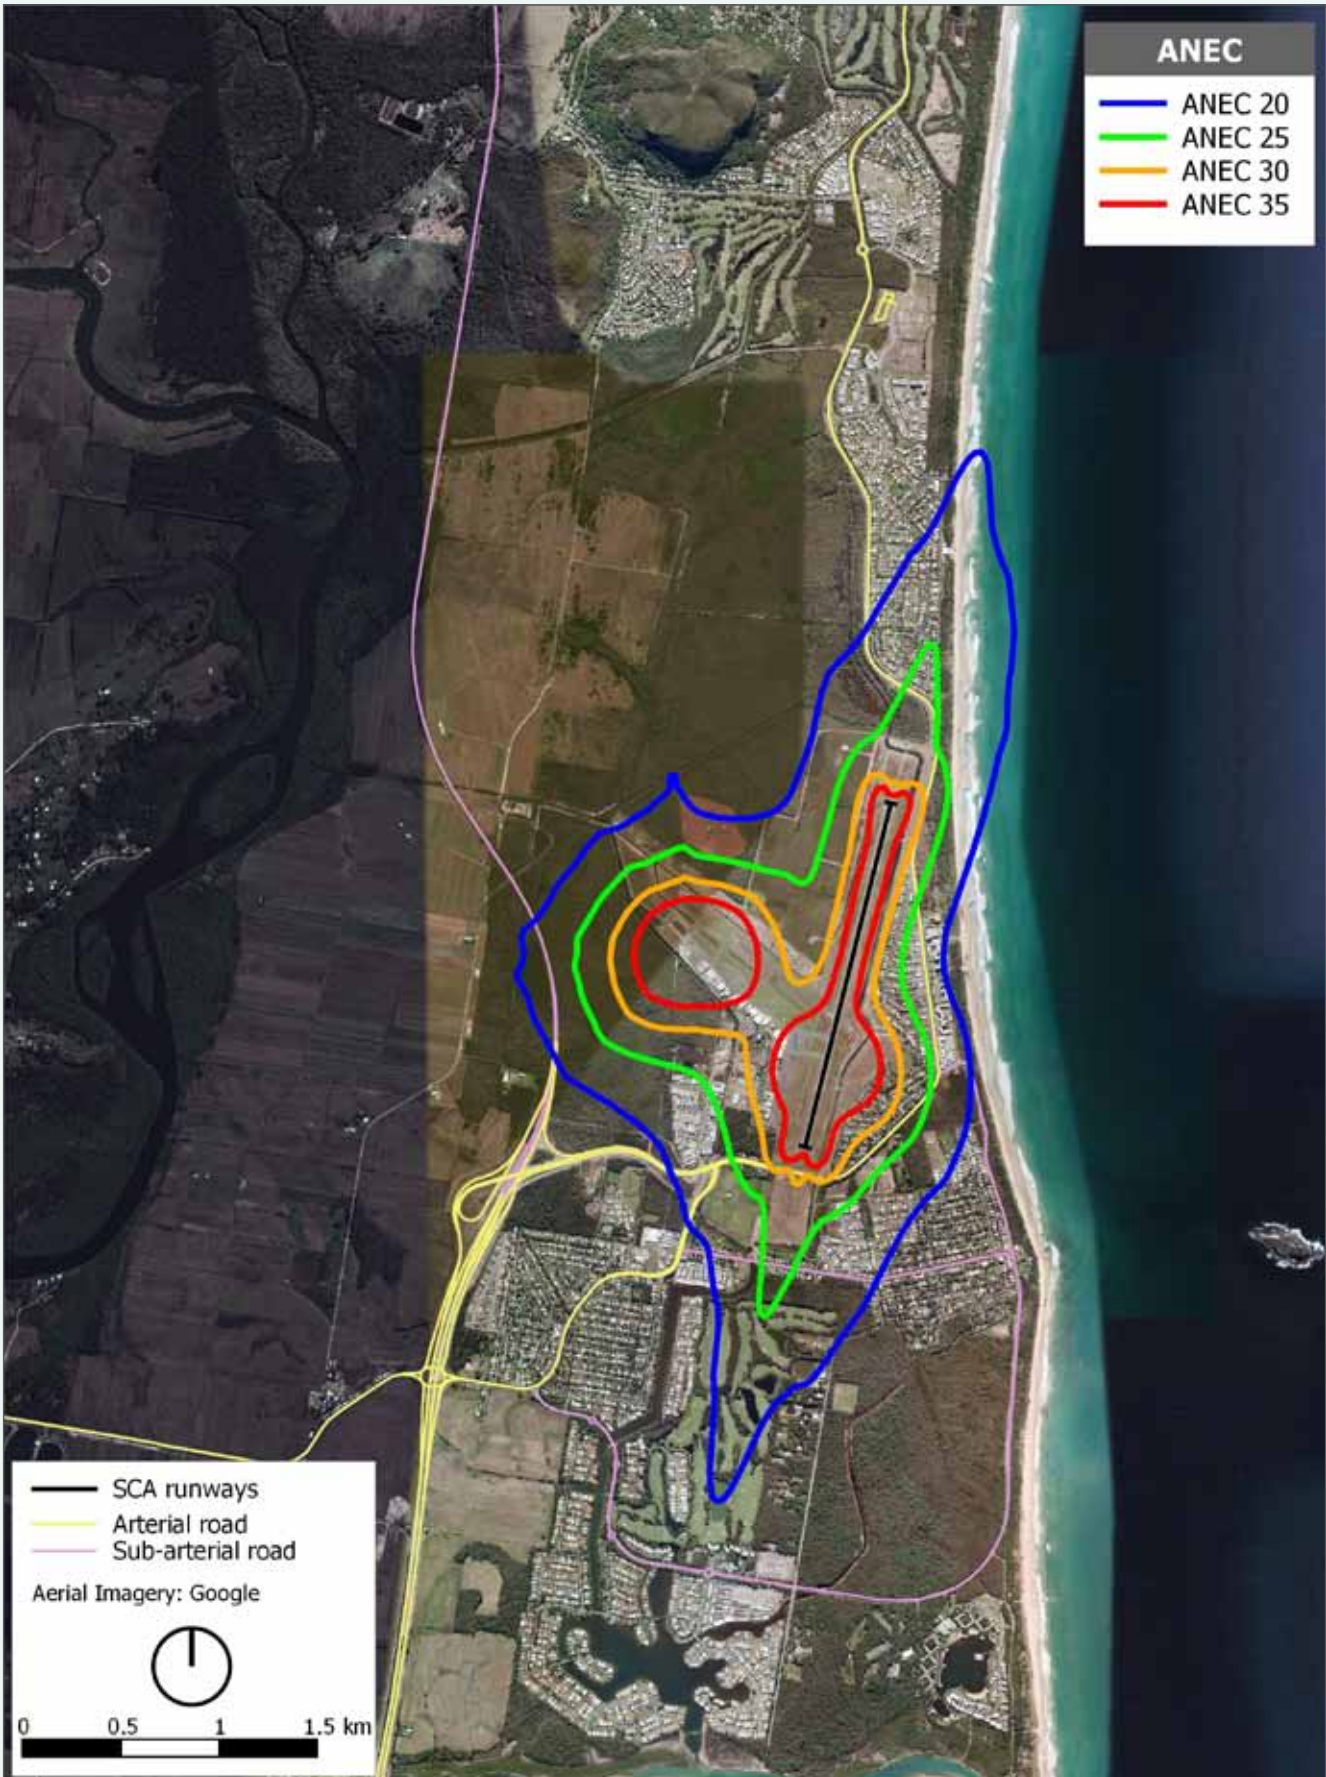 ANEC
ANEC 20
ANEC 25
ANEC 30
ANEC 35
SCA runways
Arterial road
Sub-arterial road
Aerial Imagery: Google
0 0.5 1 1.5 km